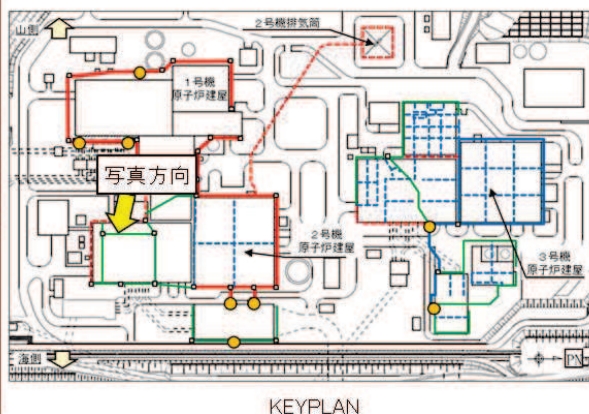 山側
2号機排気筒
1号機
原子炉建屋
写真方向
2号機
原子炉建屋
3号機
原子炉建屋
海側
PN
KEYPLAN